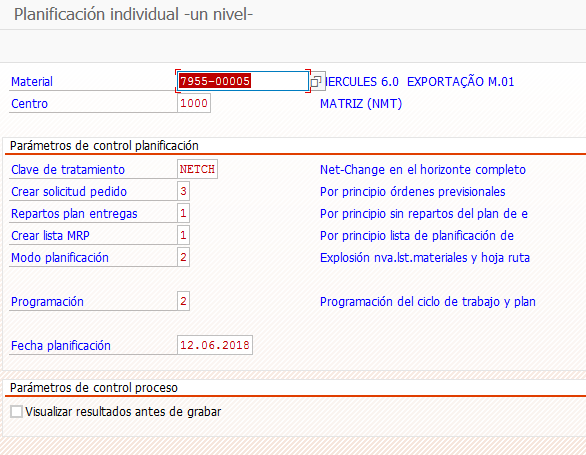 Planificación individual -un nivel-
Material 7955-00005 HERCULES 6.0 EXPORTAÇÃO M.01
Centro 1000 MATRIZ (NMT)
Parámetros de control planificación
Clave de tratamiento NETCH Net-Change en el horizonte completo
Crear solicitud pedido 3 Por principio órdenes previsionales
Repartos plan entregas 1 Por principio sin repartos del plan de e
Crear lista MRP 1 Por principio lista de planificación de
Modo planificación 2 Explosión nva.lst.materiales y hoja ruta
Programación 2 Programación del ciclo de trabajo y plan
Fecha planificación 12.06.2018
Parámetros de control proceso
Visualizar resultados antes de grabar